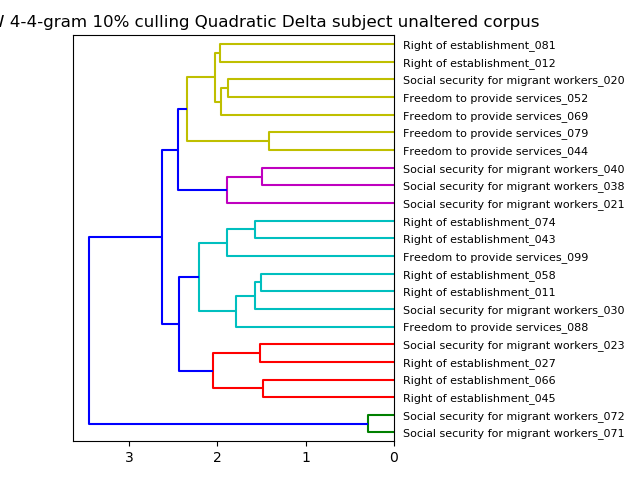 4-4-gram 10% culling Quadratic Delta subject unaltered corpus
Right of establishment_081
Right of establishment_012
Social security for migrant workers_020
Freedom to provide services_052
Freedom to provide services_069
Freedom to provide services_079
Freedom to provide services_044
Social security for migrant workers_040
Social security for migrant workers_038
Social security for migrant workers_021
Right of establishment_074
Right of establishment_043
Freedom to provide services_099
Right of establishment_058
Right of establishment_011
Social security for migrant workers_030
Freedom to provide services_088
Social security for migrant workers_023
Right of establishment_027
Right of establishment_066
Right of establishment_045
Social security for migrant workers_072
Social security for migrant workers_071
3 2 1 0